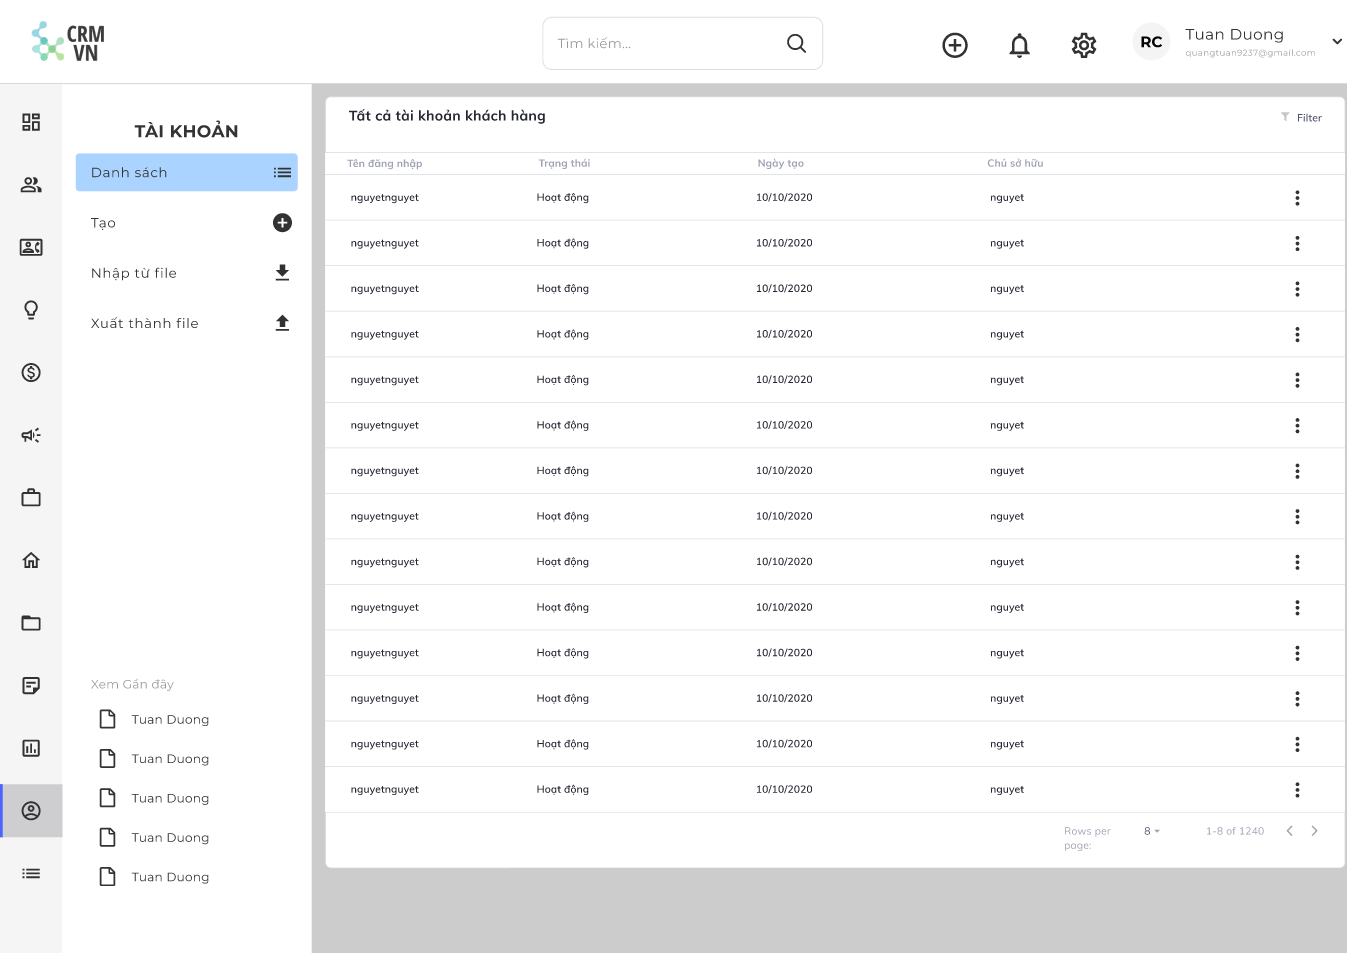 CRM
VN
Tìm kiếm...
RC
Tuan Duong
quangtuan9237@gmail.com
TÀI KHOẢN
Danh sách
Tạo
Nhập từ file
Xuất thành file
Xem Gần đây
Tuan Duong
Tuan Duong
Tuan Duong
Tuan Duong
Tuan Duong
Tất cả tài khoản khách hàng
Filter
Tên đăng nhập Trạng thái Ngày tạo Chủ sở hữu
nguyetnguyet Hoạt động 10/10/2020 nguyet
nguyetnguyet Hoạt động 10/10/2020 nguyet
nguyetnguyet Hoạt động 10/10/2020 nguyet
nguyetnguyet Hoạt động 10/10/2020 nguyet
nguyetnguyet Hoạt động 10/10/2020 nguyet
nguyetnguyet Hoạt động 10/10/2020 nguyet
nguyetnguyet Hoạt động 10/10/2020 nguyet
nguyetnguyet Hoạt động 10/10/2020 nguyet
nguyetnguyet Hoạt động 10/10/2020 nguyet
nguyetnguyet Hoạt động 10/10/2020 nguyet
nguyetnguyet Hoạt động 10/10/2020 nguyet
nguyetnguyet Hoạt động 10/10/2020 nguyet
nguyetnguyet Hoạt động 10/10/2020 nguyet
nguyetnguyet Hoạt động 10/10/2020 nguyet
Rows per
page:
8
1-8 of 1240